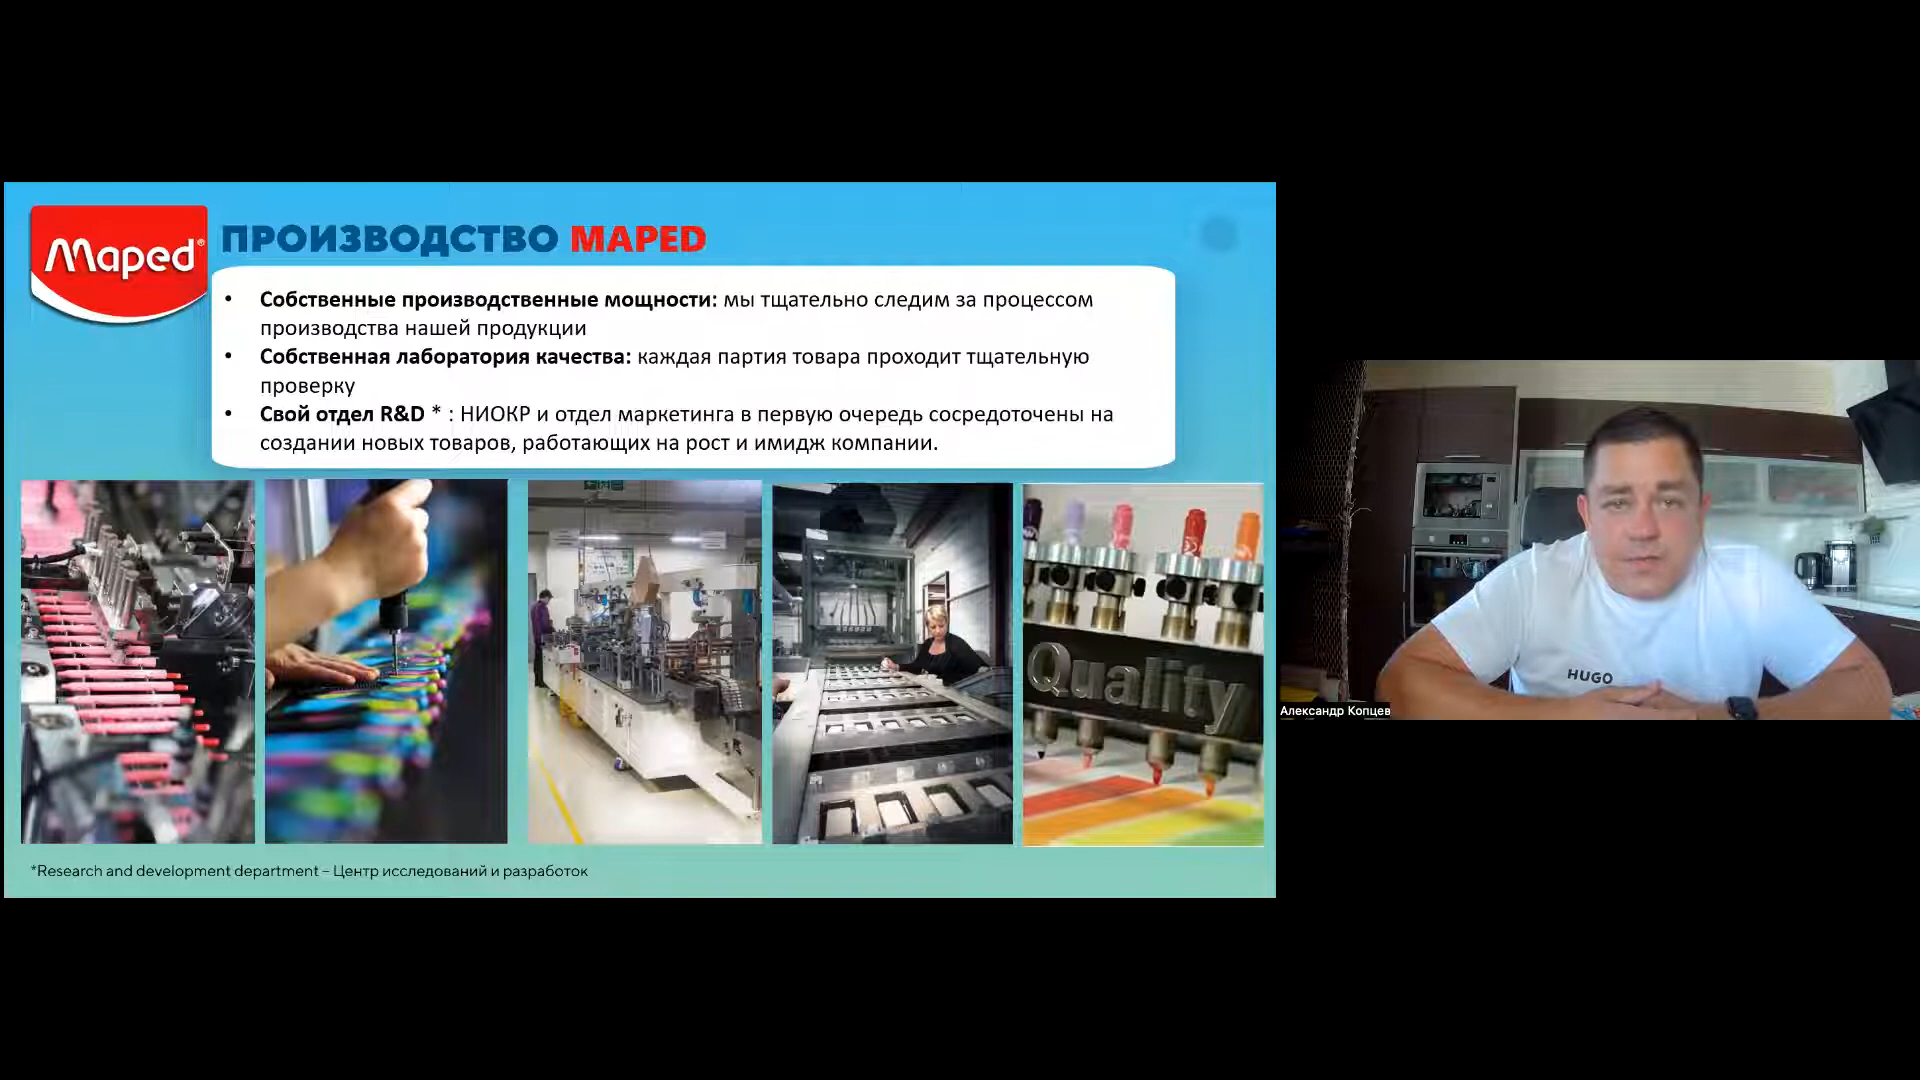 Maped®
ПРОИЗВОДСТВО MAPED
• Собственные производственные мощности: мы тщательно следим за процессом
производства нашей продукции
• Собственная лаборатория качества: каждая партия товара проходит тщательную
проверку
• Свой отдел R&D * : НИОКР и отдел маркетинга в первую очередь сосредоточены на
создании новых товаров, работающих на рост и имидж компании.
Quality
*Research and development department – Центр исследований и разработок
HUGO
Александр Копцев